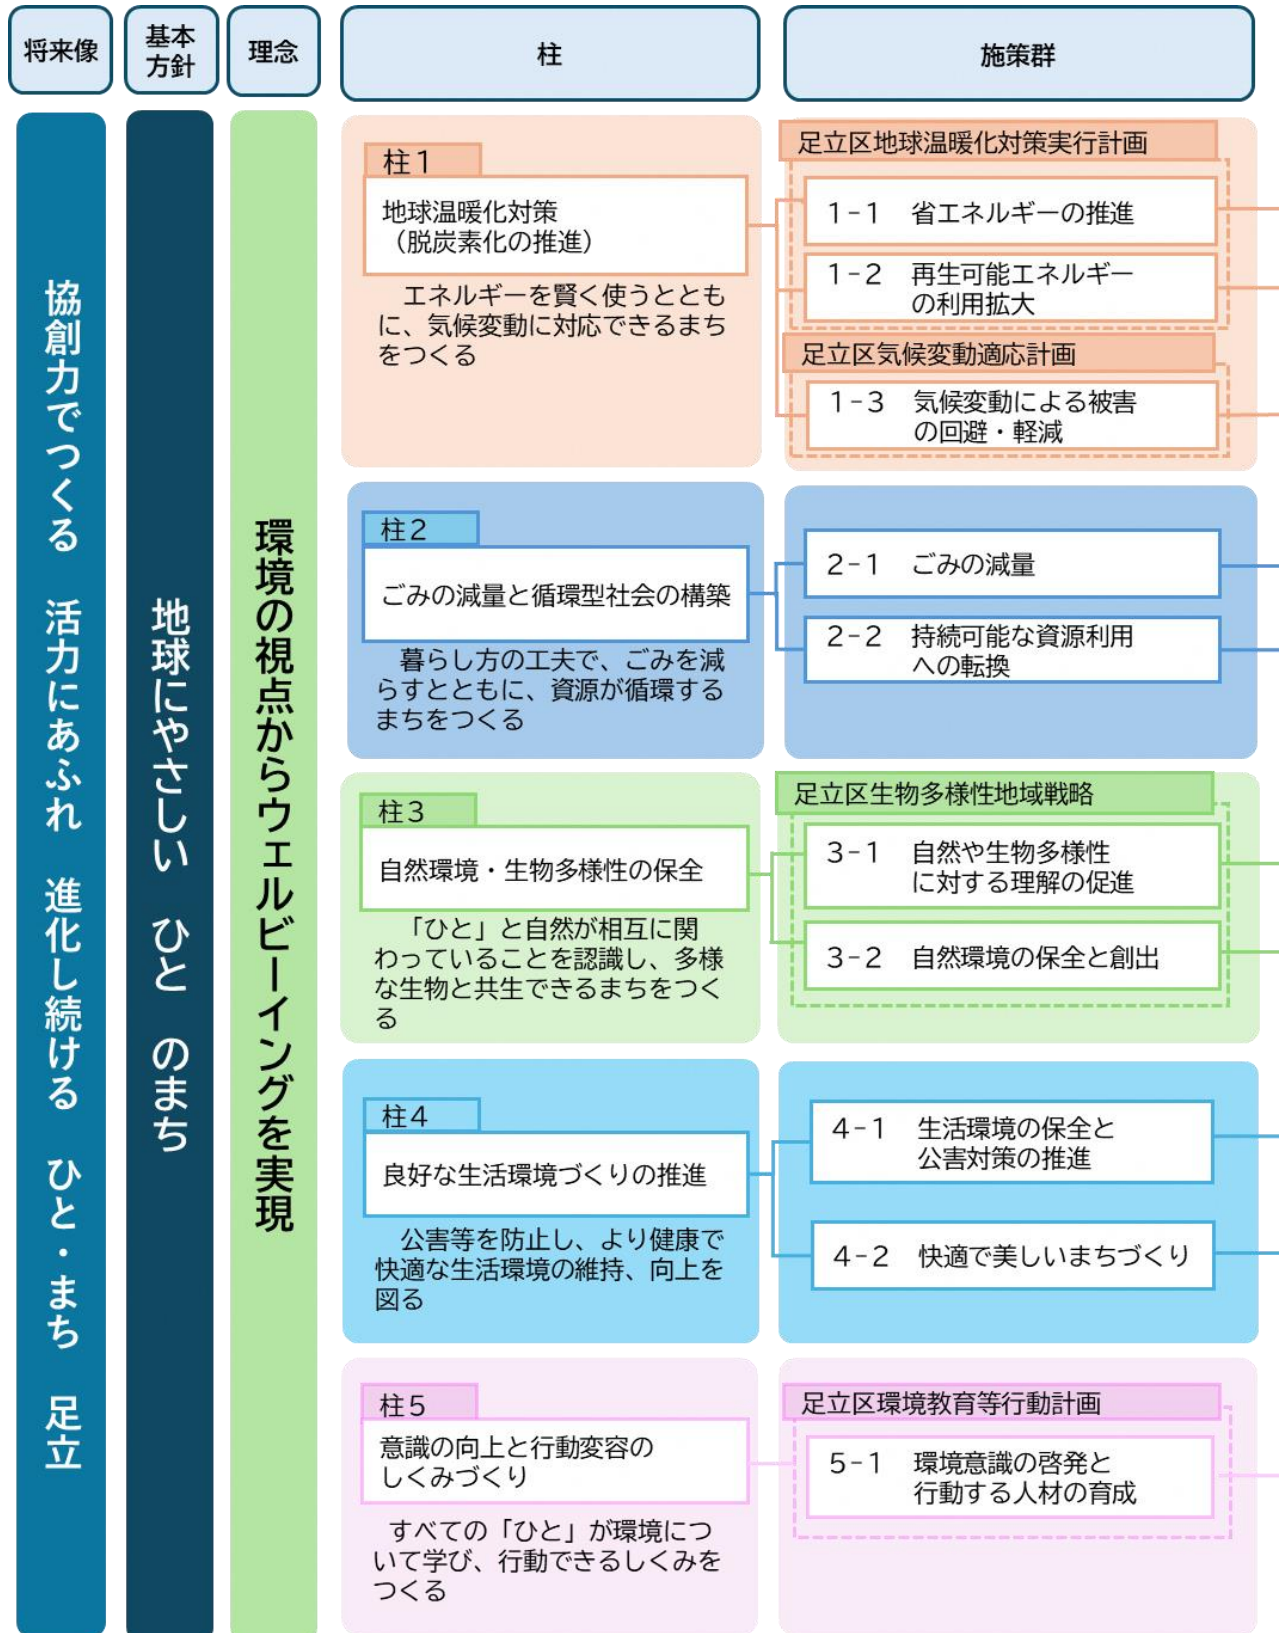 将来像
基本
方針
理念
柱
施策群
協創力でつくる　活力にあふれ　進化し続ける　ひと・まち　足立
地球にやさしい　ひと　のまち
環境の視点からウェルビーイングを実現
柱１
地球温暖化対策
（脱炭素化の推進）
エネルギーを賢く使うととも
に、気候変動に対応できるまち
をつくる
足立区地球温暖化対策実行計画
１−１　省エネルギーの推進
１−２　再生可能エネルギー
の利用拡大
足立区気候変動適応計画
１−３　気候変動による被害
の回避・軽減
柱２
ごみの減量と循環型社会の構築
暮らし方の工夫で、ごみを減
らすとともに、資源が循環する
まちをつくる
２−１　ごみの減量
２−２　持続可能な資源利用
への転換
柱３
自然環境・生物多様性の保全
「ひと」と自然が相互に関
わっていることを認識し、多様
な生物と共生できるまちをつく
る
足立区生物多様性地域戦略
３−１　自然や生物多様性
に対する理解の促進
３−２　自然環境の保全と創出
柱４
良好な生活環境づくりの推進
公害等を防止し、より健康で
快適な生活環境の維持、向上を
図る
４−１　生活環境の保全と
公害対策の推進
４−２　快適で美しいまちづくり
柱５
意識の向上と行動変容の
しくみづくり
すべての「ひと」が環境につ
いて学び、行動できるしくみを
つくる
足立区環境教育等行動計画
５−１　環境意識の啓発と
行動する人材の育成